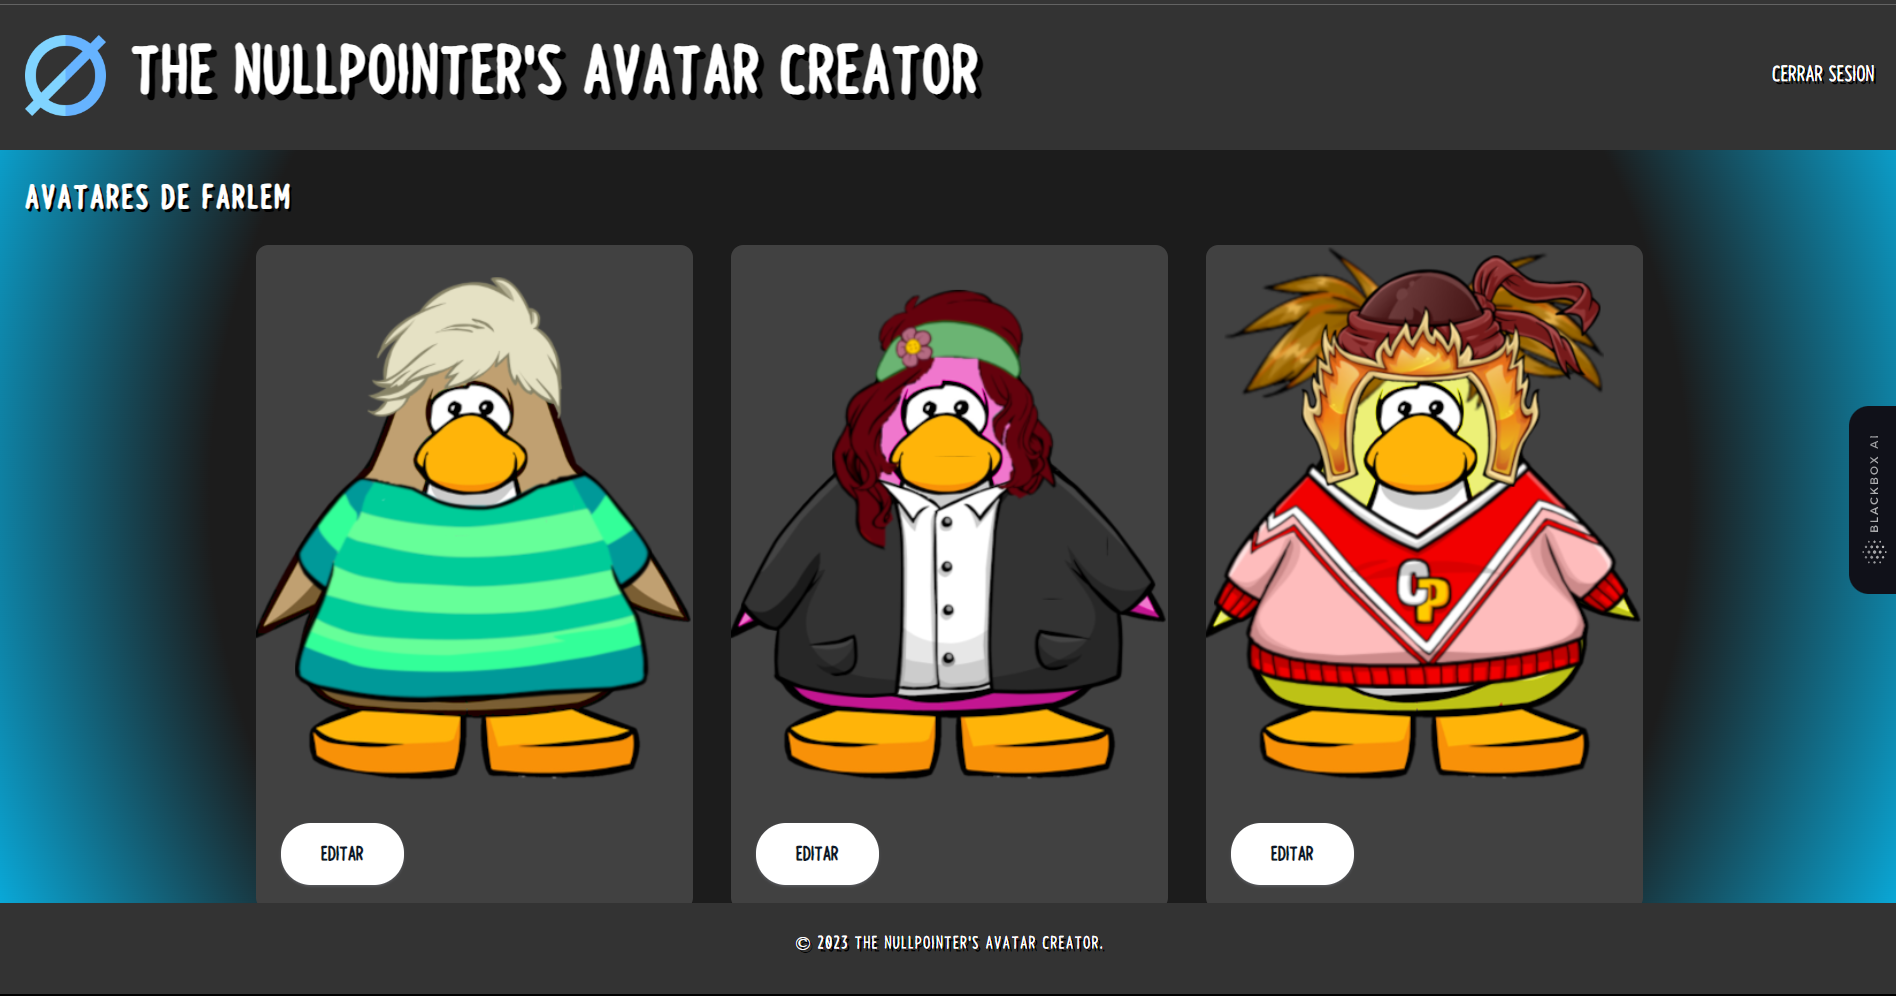 THE NULLPOINTER'S AVATAR CREATOR
CERRAR SESION
AVATARES DE FARLEM
CP
BLACKBOX AI
EDITAR
EDITAR
EDITAR
© 2023 THE NULLPOINTER'S AVATAR CREATOR.